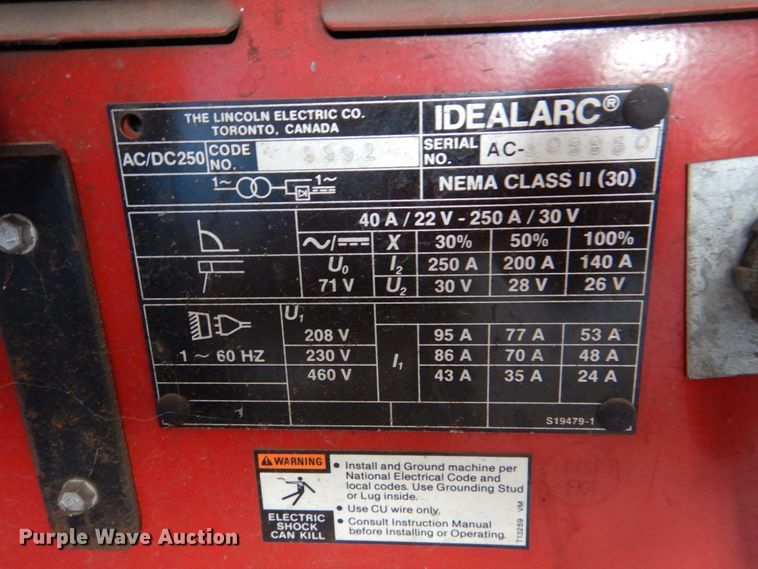 THE LINCOLN ELECTRIC CO.
TORONTO, CANADA
IDEALARC®
AC/DC250 CODE NO. 9992
SERIAL NO. AC-
1~ 1~
NEMA CLASS II (30)
40 A / 22 V - 250 A / 30 V
X 30% 50% 100%
U0 I2 250 A 200 A 140 A
71 V U2 30 V 28 V 26 V
U1
208 V 95 A 77 A 53 A
1 ~ 60 HZ 230 V I1 86 A 70 A 48 A
460 V 43 A 35 A 24 A
S19479-1
WARNING
ELECTRIC
SHOCK
CAN KILL
• Install and Ground machine per
National Electrical Code and
local codes. Use Grounding Stud
or Lug inside.
• Use CU wire only.
• Consult Instruction Manual
before Installing or Operating.
T13259 VM
Purple Wave Auction